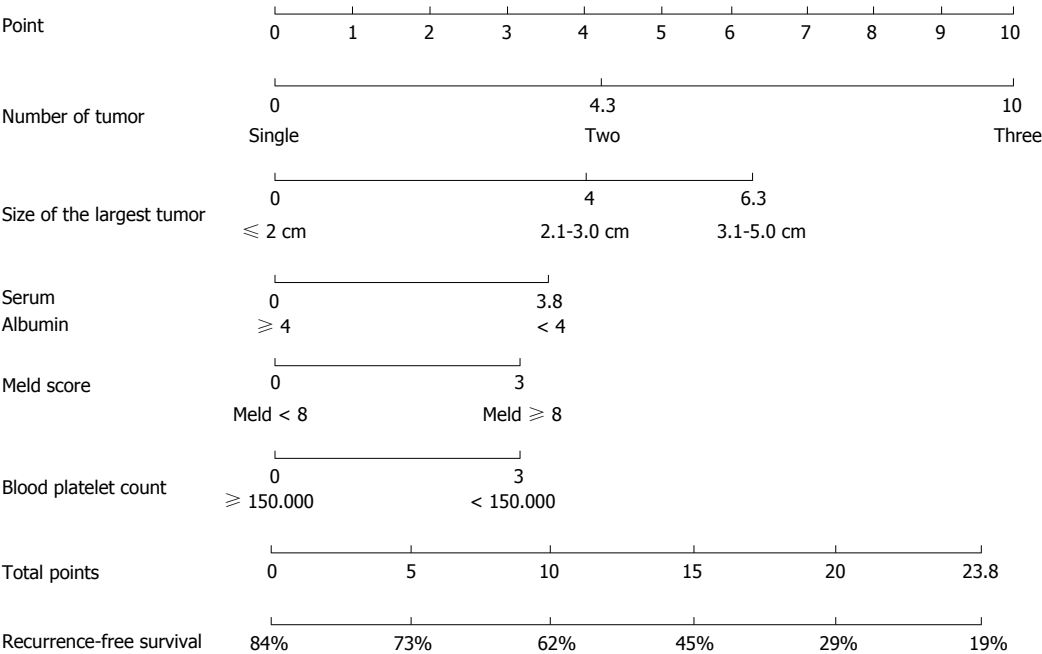 Point
0 1 2 3 4 5 6 7 8 9 10
Number of tumor
0 4.3 10
Single Two Three
Size of the largest tumor
0 4 6.3
⩽ 2 cm 2.1-3.0 cm 3.1-5.0 cm
Serum
Albumin
0 3.8
⩾ 4 < 4
Meld score
0 3
Meld < 8 Meld ⩾ 8
Blood platelet count
0 3
⩾ 150.000 < 150.000
Total points
0 5 10 15 20 23.8
Recurrence-free survival
84% 73% 62% 45% 29% 19%